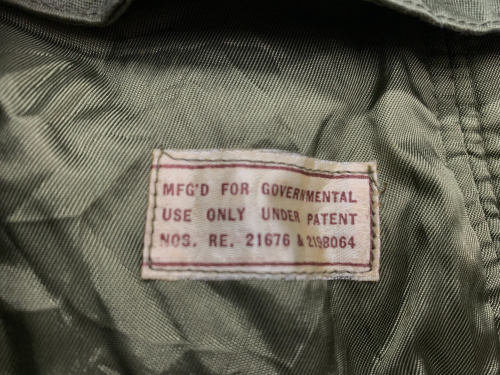 MFG'D FOR GOVERNMENTAL
USE ONLY UNDER PATENT
NOS. RE. 21676 & 2198064